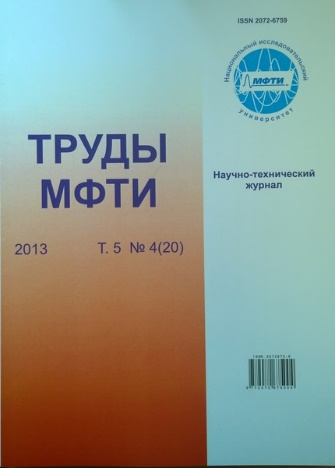 ISSN 2072-6759
Национальный исследовательский
МФТИ
университет
ТРУДЫ
МФТИ
Научно-технический
журнал
2013 Т. 5 № 4(20)